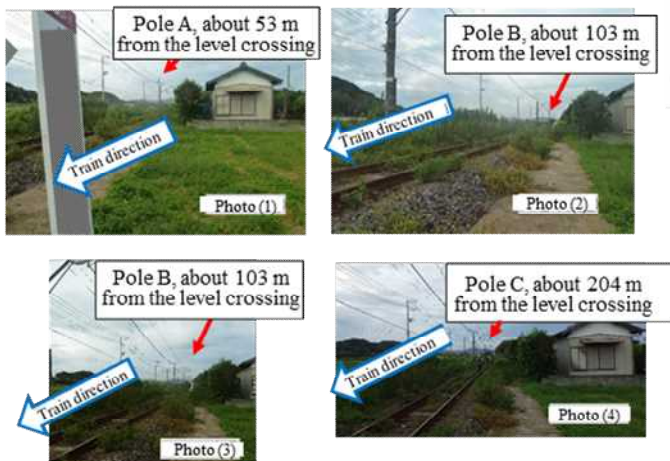 Pole A, about 53 m
from the level crossing
Train direction
Photo (1)
Pole B, about 103 m
from the level crossing
Train direction
Photo (2)
Pole B, about 103 m
from the level crossing
Train direction
Photo (3)
Pole C, about 204 m
from the level crossing
Train direction
Photo (4)